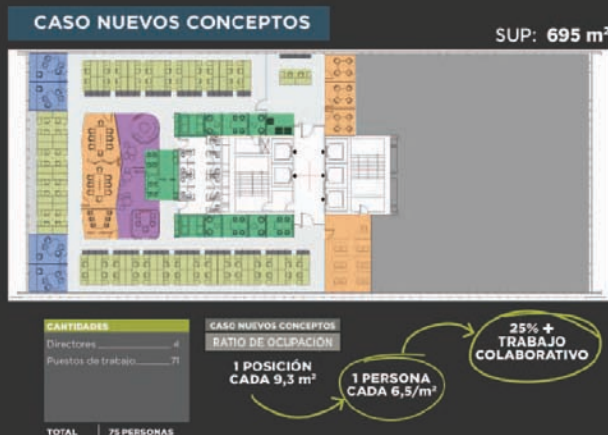 CASO NUEVOS CONCEPTOS
SUP: 695 m²
CANTIDADES
Directores 4
Puestos de trabajo 71
TOTAL 75 PERSONAS
CASO NUEVOS CONCEPTOS
RATIO DE OCUPACIÓN
1 POSICIÓN
CADA 9,3 m²
1 PERSONA
CADA 6,5/m²
25% +
TRABAJO
COLABORATIVO